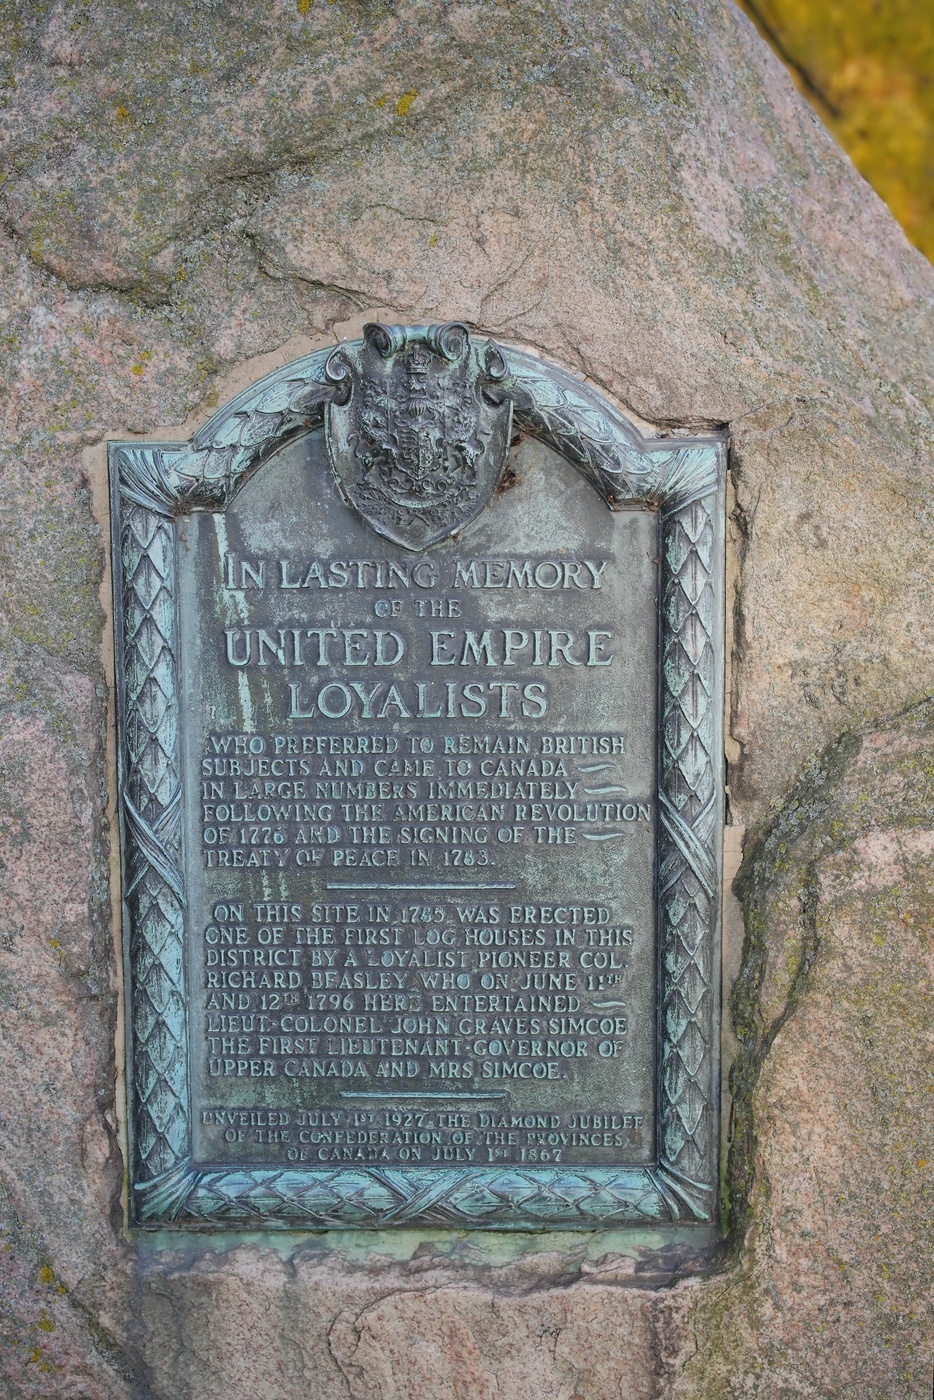 IN LASTING MEMORY
OF THE
UNITED EMPIRE
LOYALISTS
WHO PREFERRED TO REMAIN BRITISH
SUBJECTS AND CAME TO CANADA
IN LARGE NUMBERS IMMEDIATELY
FOLLOWING THE AMERICAN REVOLUTION
OF 1776 AND THE SIGNING OF THE
TREATY OF PEACE IN 1783.
ON THIS SITE IN 1785 WAS ERECTED
ONE OF THE FIRST LOG HOUSES IN THIS
DISTRICT BY A LOYALIST PIONEER COL.
RICHARD BEASLEY WHO ON JUNE 11TH
AND 12TH 1796 HERE ENTERTAINED
LIEUT-COLONEL JOHN GRAVES SIMCOE
THE FIRST LIEUTENANT-GOVERNOR OF
UPPER CANADA AND MRS SIMCOE.
UNVEILED JULY 1ST 1927, THE DIAMOND JUBILEE
OF THE CONFEDERATION OF THE PROVINCES
OF CANADA ON JULY 1ST 1867